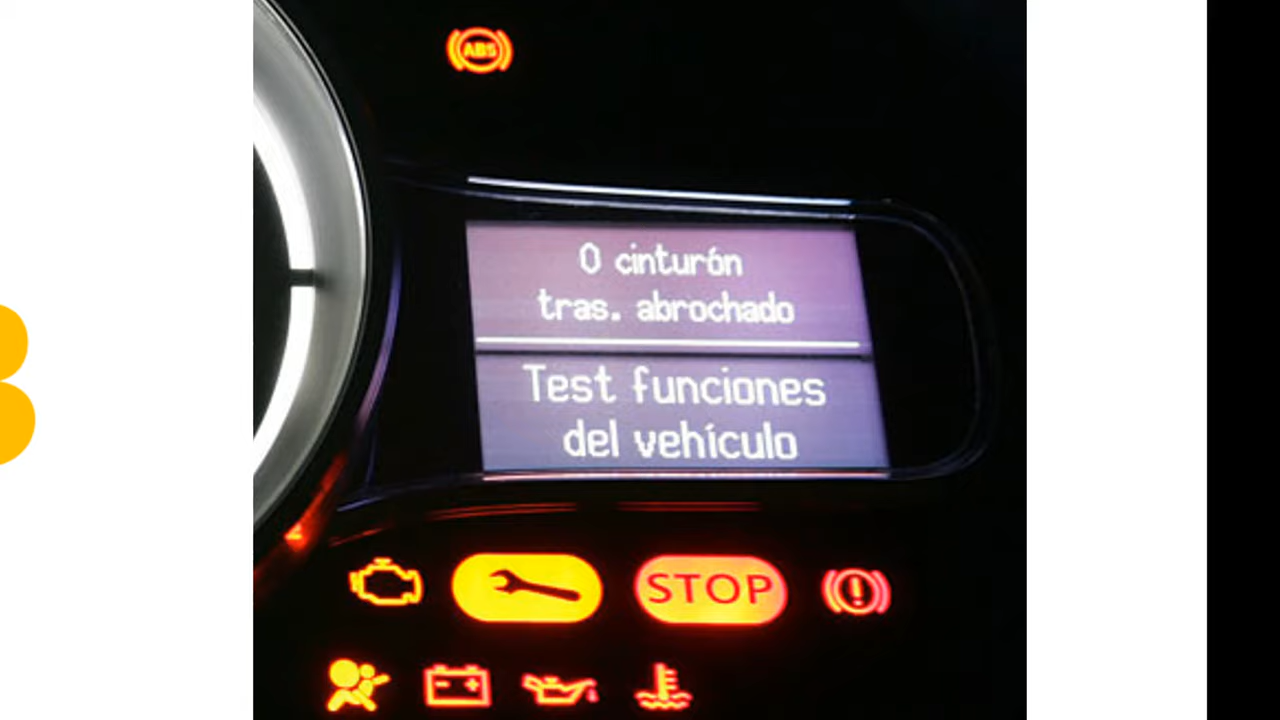 ABS
0 cinturón
tras. abrochado
Test funciones
del vehículo
STOP